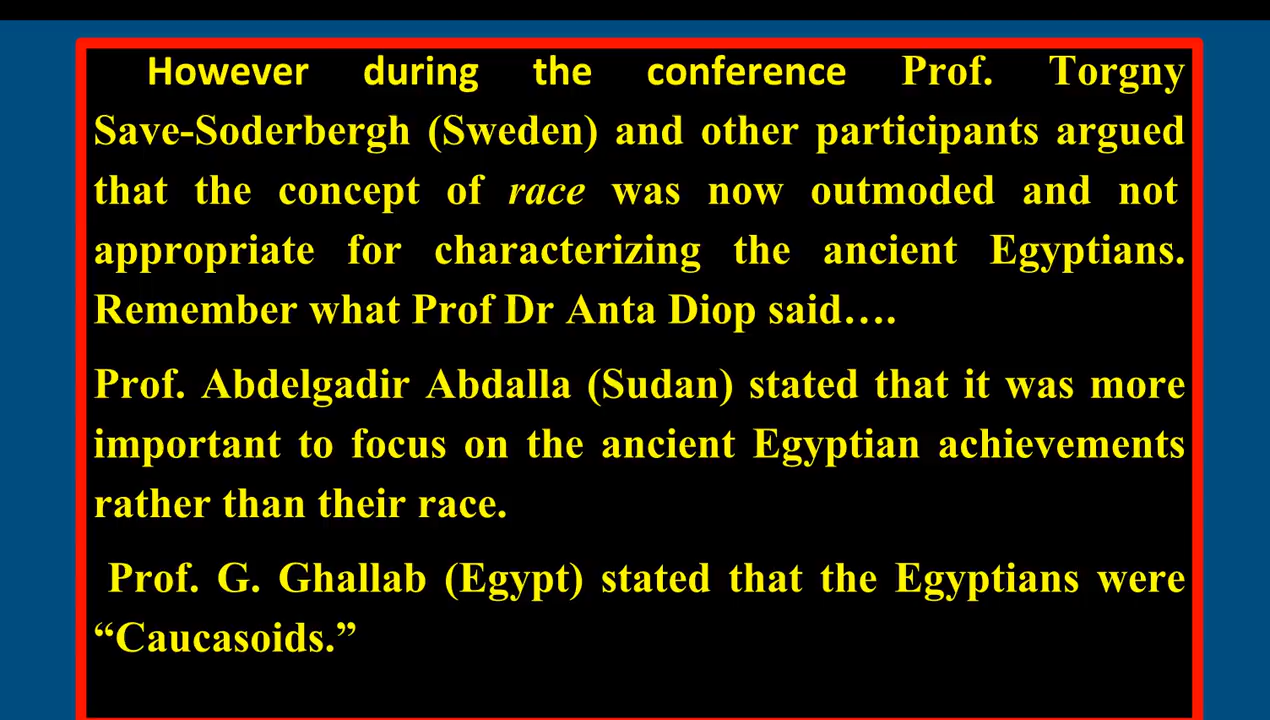 However during the conference Prof. Torgny
Save-Soderbergh (Sweden) and other participants argued
that the concept of race was now outmoded and not
appropriate for characterizing the ancient Egyptians.
Remember what Prof Dr Anta Diop said….
Prof. Abdelgadir Abdalla (Sudan) stated that it was more
important to focus on the ancient Egyptian achievements
rather than their race.
Prof. G. Ghallab (Egypt) stated that the Egyptians were
“Caucasoids.”